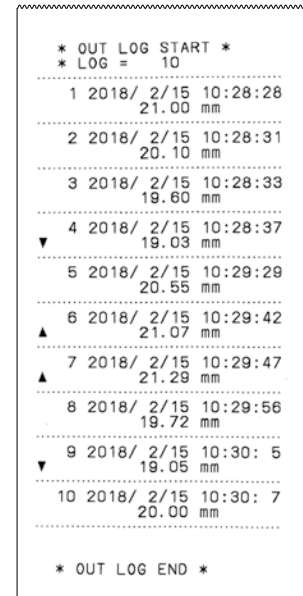 * OUT LOG START *
* LOG =   10
1 2018/ 2/15 10:28:28
21.00 mm
2 2018/ 2/15 10:28:31
20.10 mm
3 2018/ 2/15 10:28:33
19.60 mm
4 2018/ 2/15 10:28:37
▼ 19.03 mm
5 2018/ 2/15 10:29:29
20.55 mm
6 2018/ 2/15 10:29:42
▲ 21.07 mm
7 2018/ 2/15 10:29:47
▲ 21.29 mm
8 2018/ 2/15 10:29:56
19.72 mm
9 2018/ 2/15 10:30: 5
▼ 19.05 mm
10 2018/ 2/15 10:30: 7
20.00 mm
* OUT LOG END *